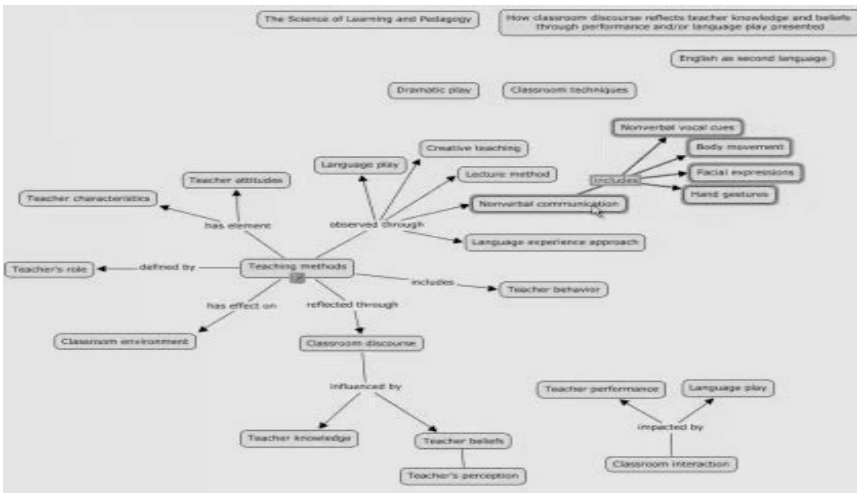 The Science of Learning and Pedagogy
How classroom discourse reflects teacher knowledge and beliefs
through performance and/or language play presented
English as second language
Dramatic play
Classroom techniques
Nonverbal vocal cues
Creative teaching
Body movement
Language play
Lecture method
Facial expressions
includes
Teacher attitudes
Hand gestures
Teacher characteristics
Nonverbal communication
has element
observed through
Language experience approach
Teacher's role
defined by
Teaching methods
includes
Teacher behavior
has effect on
reflected through
Classroom environment
Classroom discourse
influenced by
Teacher performance
Language play
impacted by
Teacher knowledge
Teacher beliefs
Classroom interaction
Teacher's perception